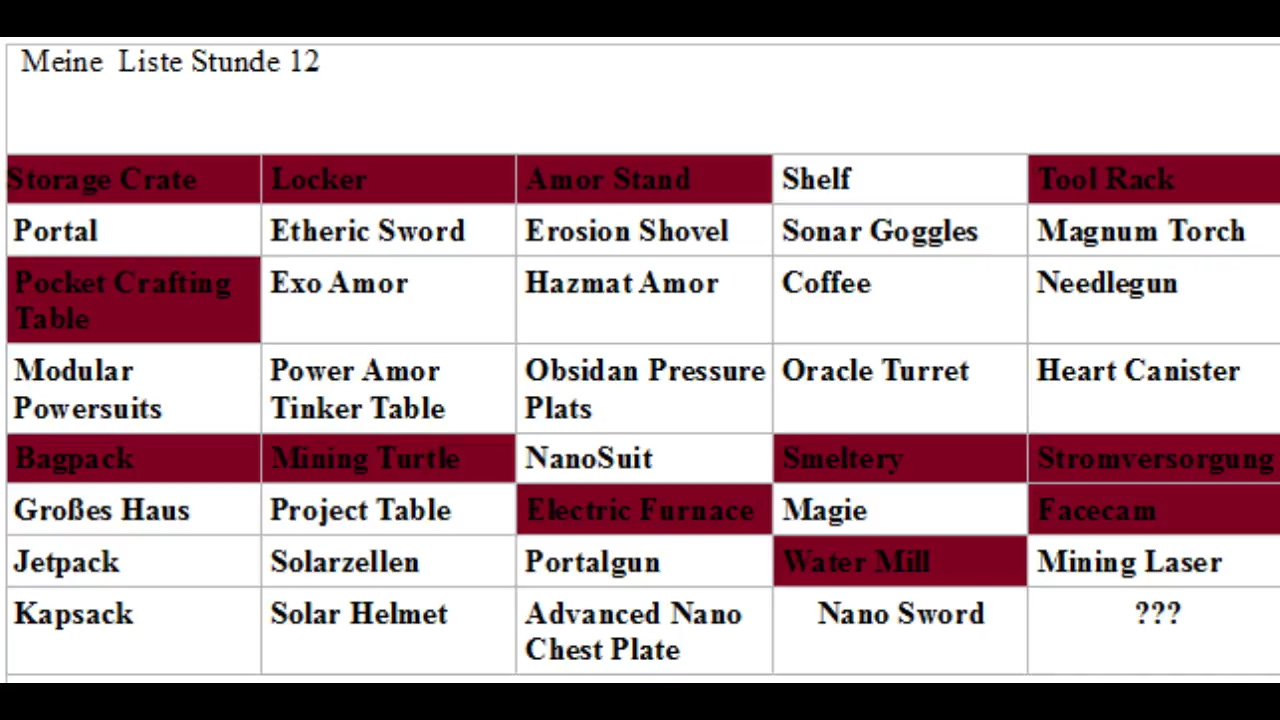 Meine Liste Stunde 12
Storage Crate Locker Amor Stand Shelf Tool Rack
Portal Etheric Sword Erosion Shovel Sonar Goggles Magnum Torch
Pocket Crafting Exo Amor Hazmat Amor Coffee Needlegun
Table
Modular Power Amor Obsidan Pressure Oracle Turret Heart Canister
Powersuits Tinker Table Plats
Bagpack Mining Turtle NanoSuit Smeltery Stromversorgung
Großes Haus Project Table Electric Furnace Magie Facecam
Jetpack Solarzellen Portalgun Water Mill Mining Laser
Kapsack Solar Helmet Advanced Nano Nano Sword ???
Chest Plate